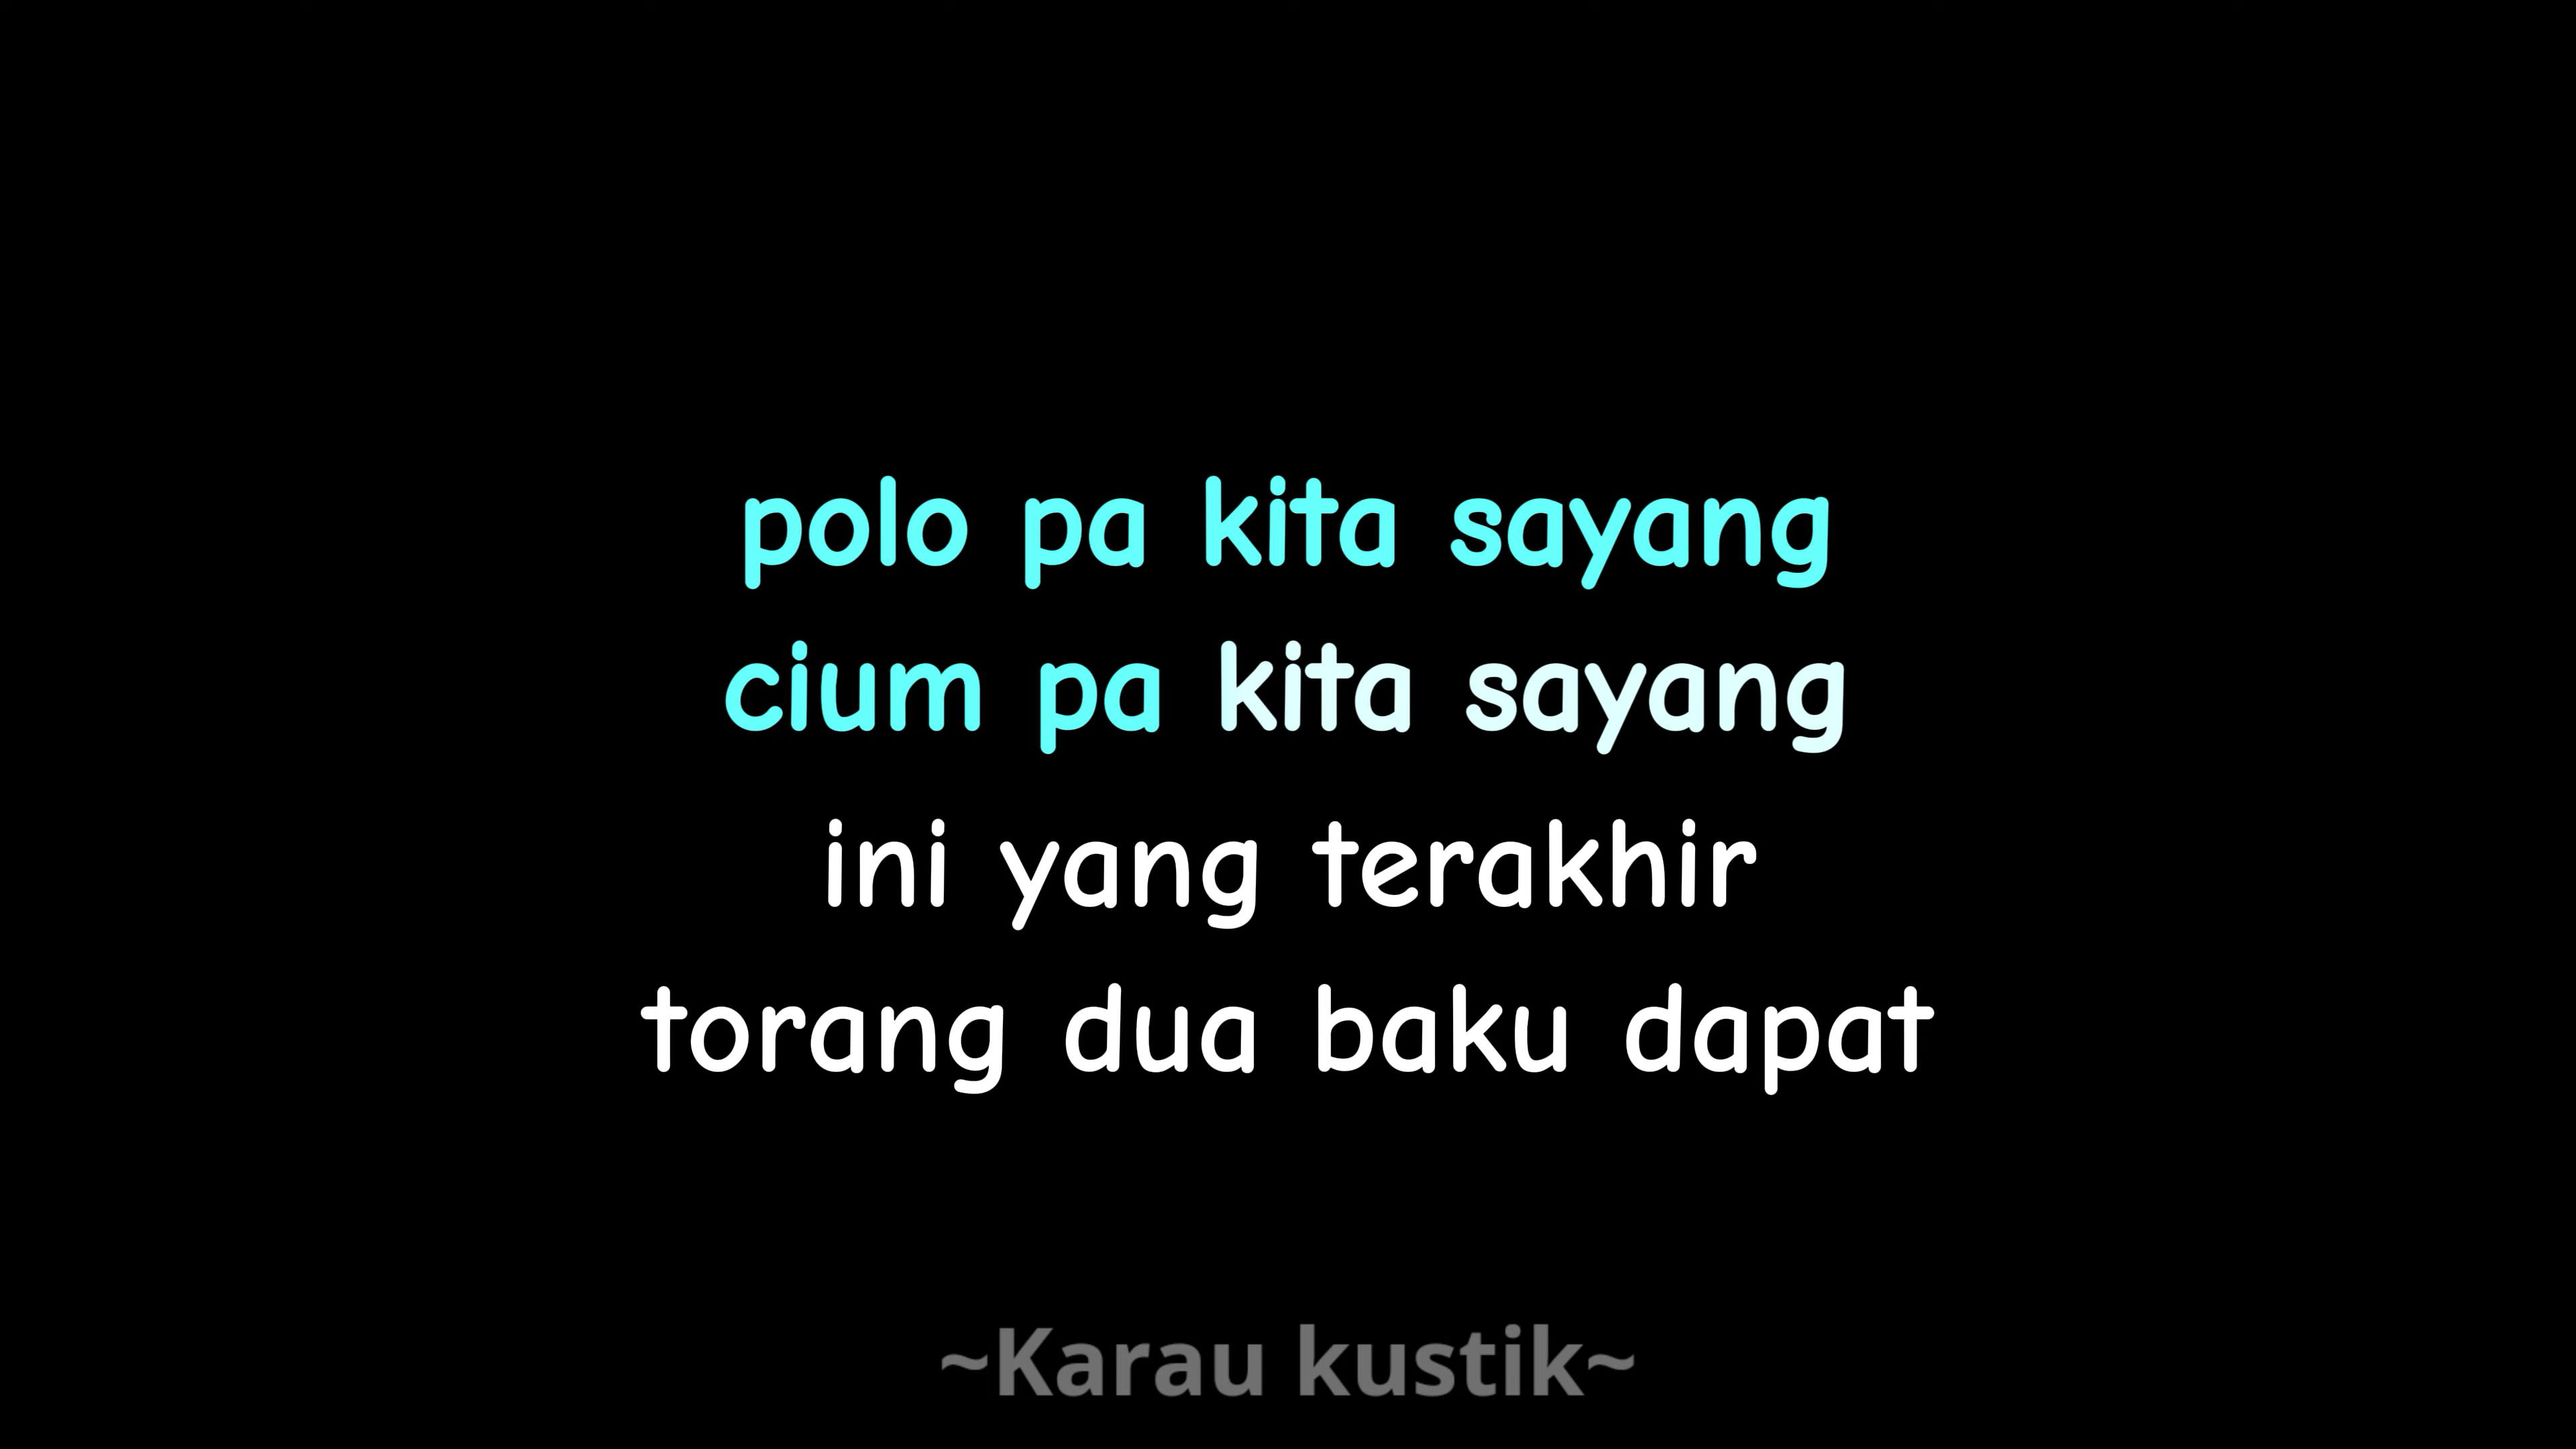 polo pa kita sayang
cium pa kita sayang
ini yang terakhir
torang dua baku dapat
~Karau kustik~